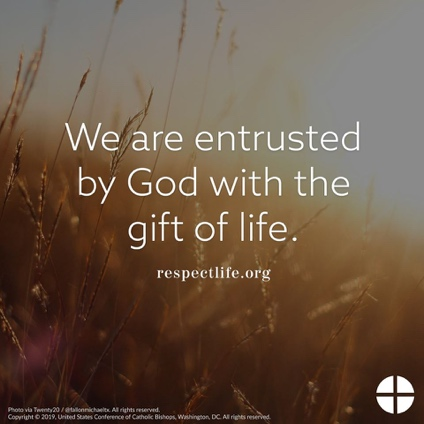 We are entrusted
by God with the
gift of life.
respectlife.org
Photo via Twenty20 / @fallonmichaeltx. All rights reserved.
Copyright © 2019, United States Conference of Catholic Bishops, Washington, DC. All rights reserved.